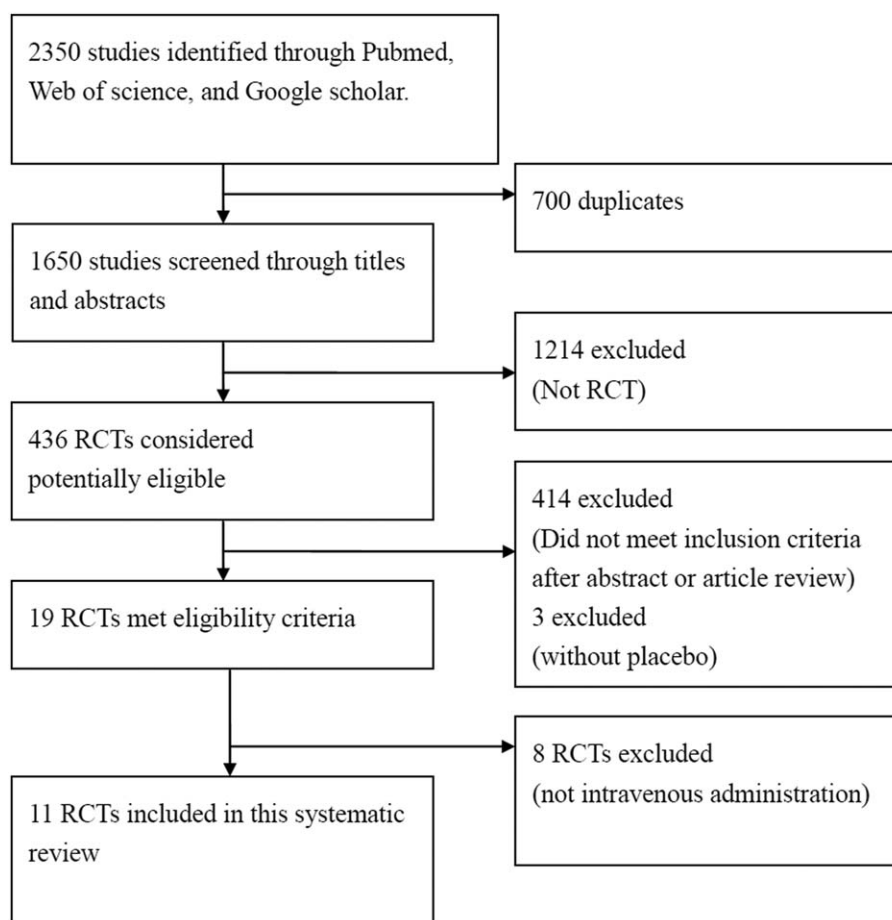 2350 studies identified through Pubmed,
Web of science, and Google scholar.
700 duplicates
1650 studies screened through titles
and abstracts
1214 excluded
(Not RCT)
436 RCTs considered
potentially eligible
414 excluded
(Did not meet inclusion criteria
after abstract or article review)
3 excluded
(without placebo)
19 RCTs met eligibility criteria
8 RCTs excluded
(not intravenous administration)
11 RCTs included in this systematic
review